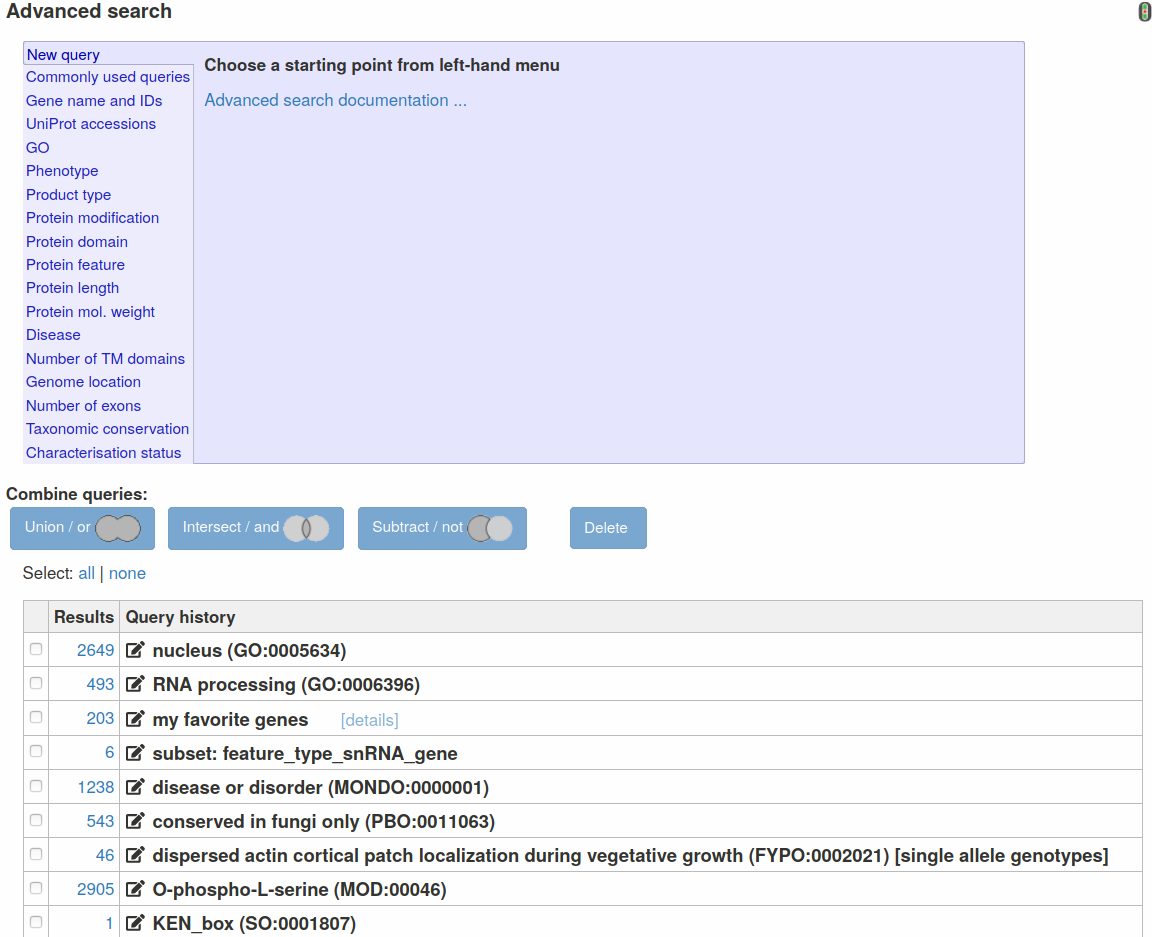 Advanced search
New query
Commonly used queries
Gene name and IDs
UniProt accessions
GO
Phenotype
Product type
Protein modification
Protein domain
Protein feature
Protein length
Protein mol. weight
Disease
Number of TM domains
Genome location
Number of exons
Taxonomic conservation
Characterisation status
Choose a starting point from left-hand menu
Advanced search documentation ...
Combine queries:
Union / or Intersect / and Subtract / not Delete
Select: all | none
Results Query history
2649 nucleus (GO:0005634)
493 RNA processing (GO:0006396)
203 my favorite genes [details]
6 subset: feature_type_snRNA_gene
1238 disease or disorder (MONDO:0000001)
543 conserved in fungi only (PBO:0011063)
46 dispersed actin cortical patch localization during vegetative growth (FYPO:0002021) [single allele genotypes]
2905 O-phospho-L-serine (MOD:00046)
1 KEN_box (SO:0001807)